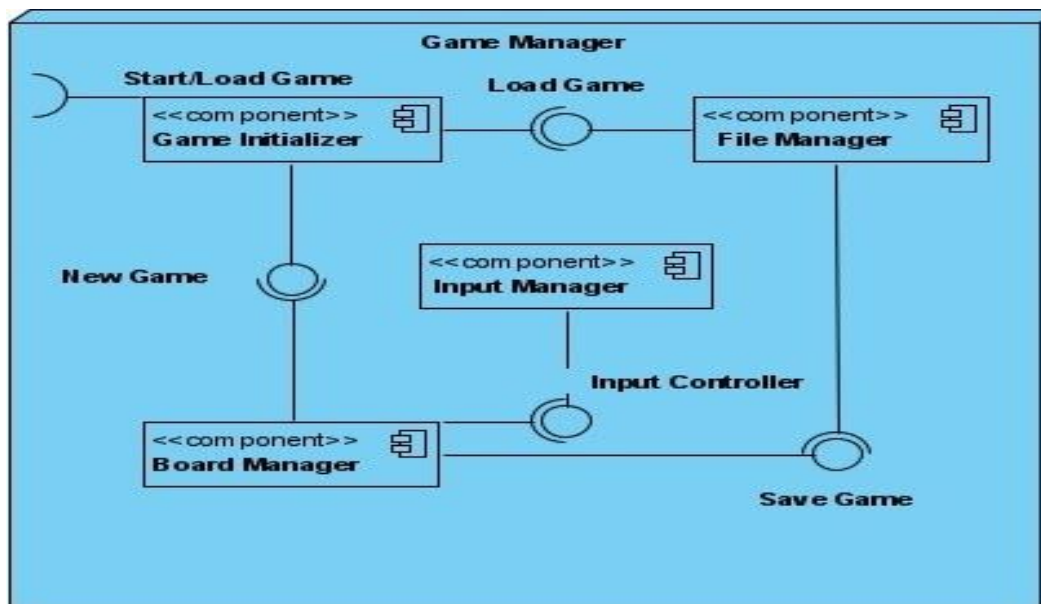 Game Manager
Start/Load Game
Load Game
<<component>>
Game Initializer
<<component>>
File Manager
New Game
<<component>>
Input Manager
Input Controller
<<component>>
Board Manager
Save Game